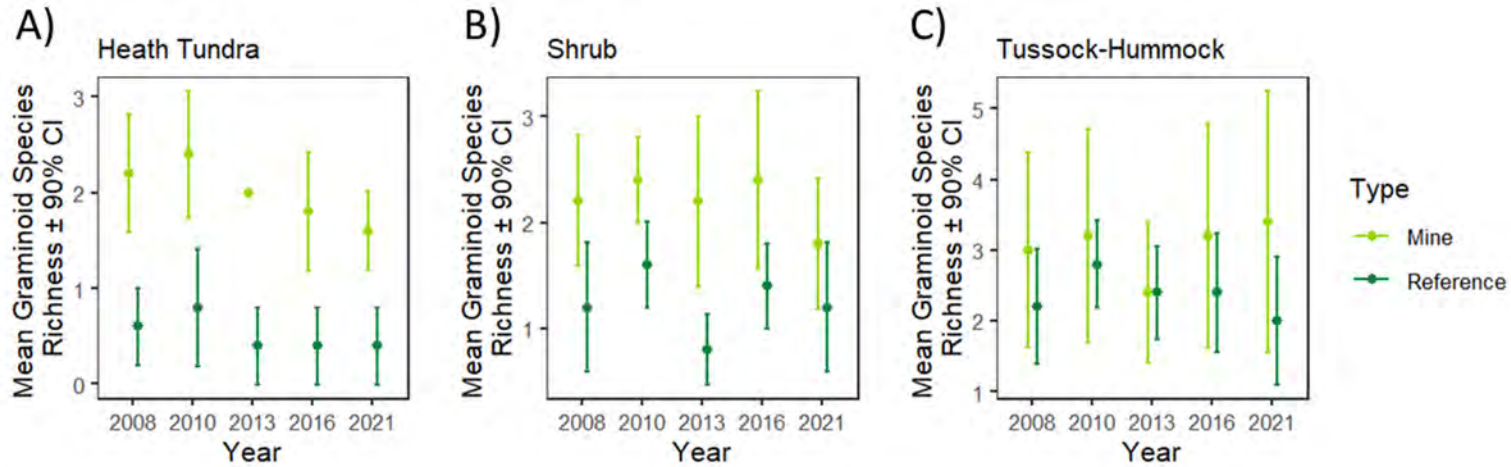 A)
Heath Tundra
Mean Graminoid Species
Richness ± 90% CI
3
2
1
0
2008 2010 2013 2016 2021
Year
B)
Shrub
Mean Graminoid Species
Richness ± 90% CI
3
2
1
2008 2010 2013 2016 2021
Year
C)
Tussock-Hummock
Mean Graminoid Species
Richness ± 90% CI
5
4
3
2
1
2008 2010 2013 2016 2021
Year
Type
Mine
Reference